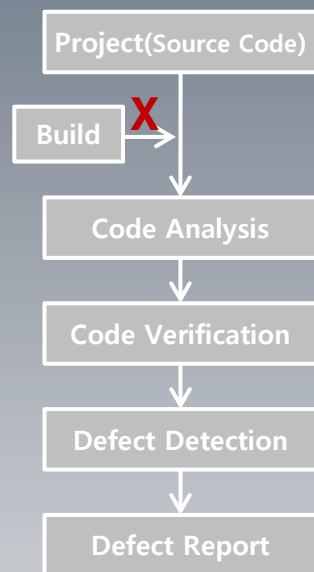 Project(Source Code)
X
Build
Code Analysis
Code Verification
Defect Detection
Defect Report